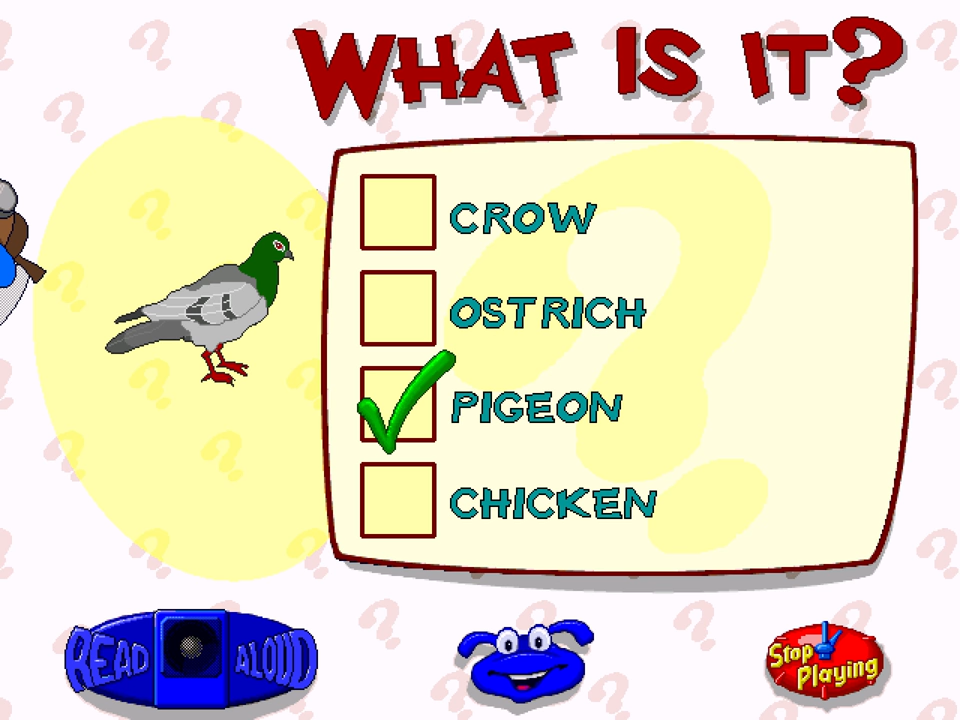 WHAT IS IT?
CROW
OSTRICH
PIGEON
CHICKEN
READ ALOUD
Stop
Playing